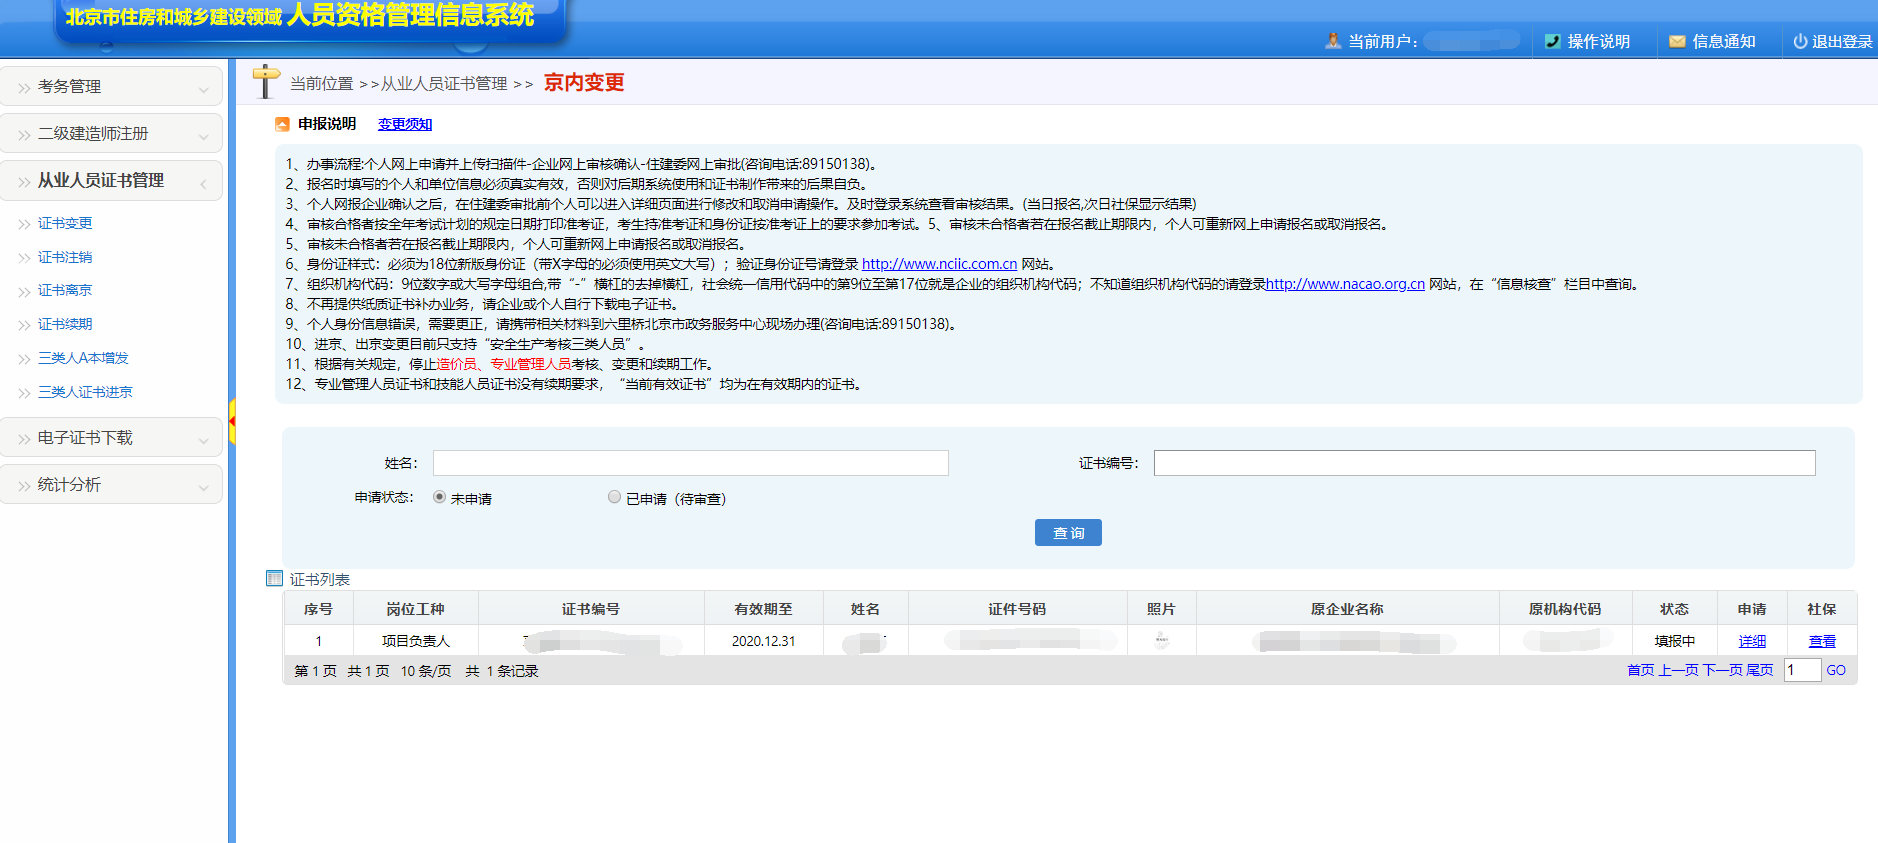 北京市住房和城乡建设领域 人员资格管理信息系统
当前用户： 操作说明 信息通知 退出登录
考务管理
二级建造师注册
从业人员证书管理
证书变更
证书注销
证书离京
证书续期
三类人A本增发
三类人证书进京
电子证书下载
统计分析
当前位置 >>从业人员证书管理 >> 京内变更
申报说明 变更须知
1、办事流程:个人网上申请并上传扫描件-企业网上审核确认-住建委网上审批(咨询电话:89150138)。
2、报名时填写的个人和单位信息必须真实有效，否则对后期系统使用和证书制作带来的后果自负。
3、个人网报企业确认之后，在住建委审批前个人可以进入详细页面进行修改和取消申请操作。及时登录系统查看审核结果。(当日报名,次日社保显示结果)
4、审核合格者按全年考试计划的规定日期打印准考证，考生持准考证和身份证按准考证上的要求参加考试。5、审核未合格者若在报名截止期限内，个人可重新网上申请报名或取消报名。
5、审核未合格者若在报名截止期限内，个人可重新网上申请报名或取消报名。
6、身份证样式：必须为18位新版身份证（带X字母的必须使用英文大写）；验证身份证号请登录 http://www.nciic.com.cn 网站。
7、组织机构代码：9位数字或大写字母组合,带“-”横杠的去掉横杠，社会统一信用代码中的第9位至第17位就是企业的组织机构代码；不知道组织机构代码的请登录http://www.nacao.org.cn 网站，在“信息核查”栏目中查询。
8、不再提供纸质证书补办业务，请企业或个人自行下载电子证书。
9、个人身份信息错误，需要更正，请携带相关材料到六里桥北京市政务服务中心现场办理(咨询电话:89150138)。
10、进京、出京变更目前只支持“安全生产考核三类人员”。
11、根据有关规定，停止造价员、专业管理人员考核、变更和续期工作。
12、专业管理人员证书和技能人员证书没有续期要求，“当前有效证书”均为在有效期内的证书。
姓名： 证书编号：
申请状态： 未申请 已申请（待审查）
查 询
证书列表
序号 岗位工种 证书编号 有效期至 姓名 证件号码 照片 原企业名称 原机构代码 状态 申请 社保
1 项目负责人 2020.12.31 填报中 详细 查看
第 1 页 共 1 页 10 条/页 共 1 条记录 首页 上一页 下一页 尾页 1 GO